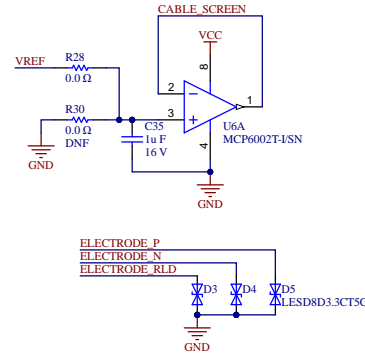 CABLE_SCREEN
VCC
R28
VREF
0.0 Ω
8
2
1
R30
3
0.0 Ω
DNF
C35
1u F
16 V
U6A
MCP6002T-I/SN
4
GND
GND
ELECTRODE_P
ELECTRODE_N
ELECTRODE_RLD
D3
D4
D5
LESD8D3.3CT5G
GND